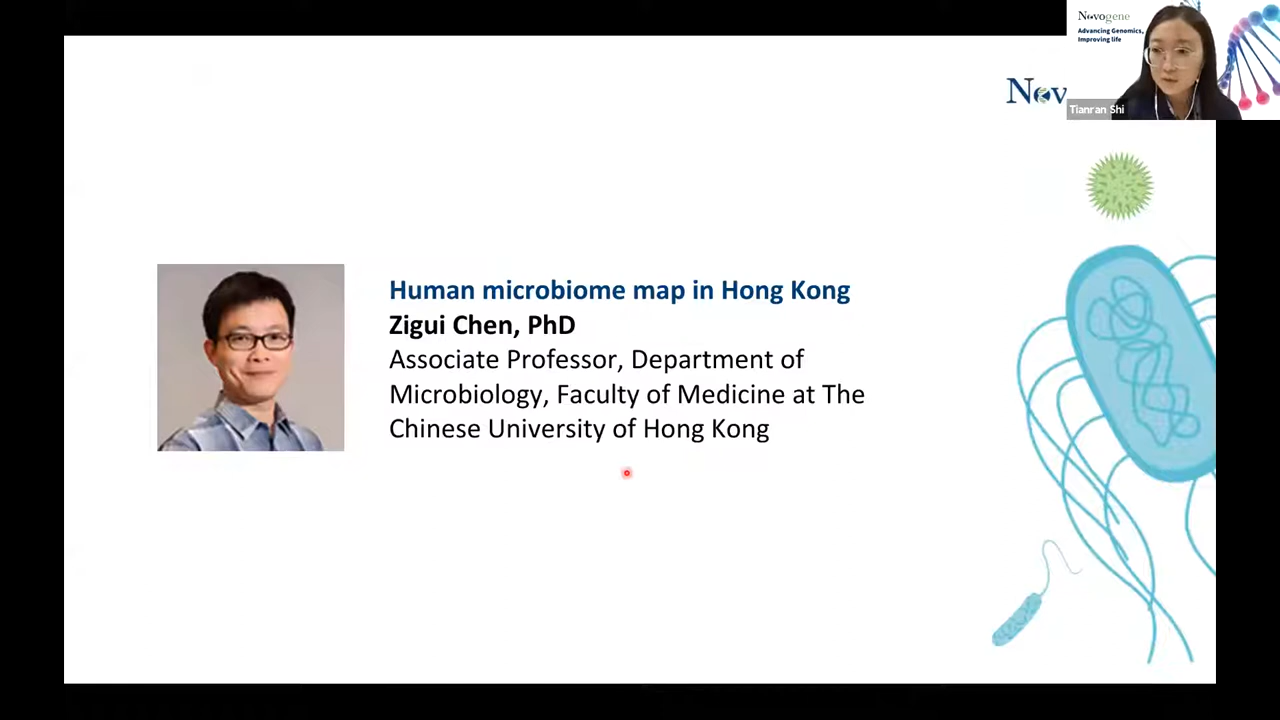 Novogene
Advancing Genomics,
Improving life
Nov
Tianran Shi
Human microbiome map in Hong Kong
Zigui Chen, PhD
Associate Professor, Department of
Microbiology, Faculty of Medicine at The
Chinese University of Hong Kong